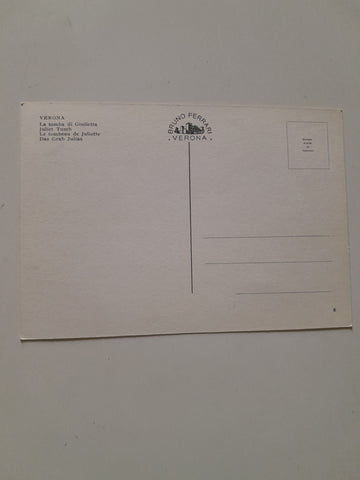 VERONA
La tomba di Giulietta
Juliet Tomb
Le tombeau de Juliette
Das Grab Julias
BRUNO FERRARI
VERONA